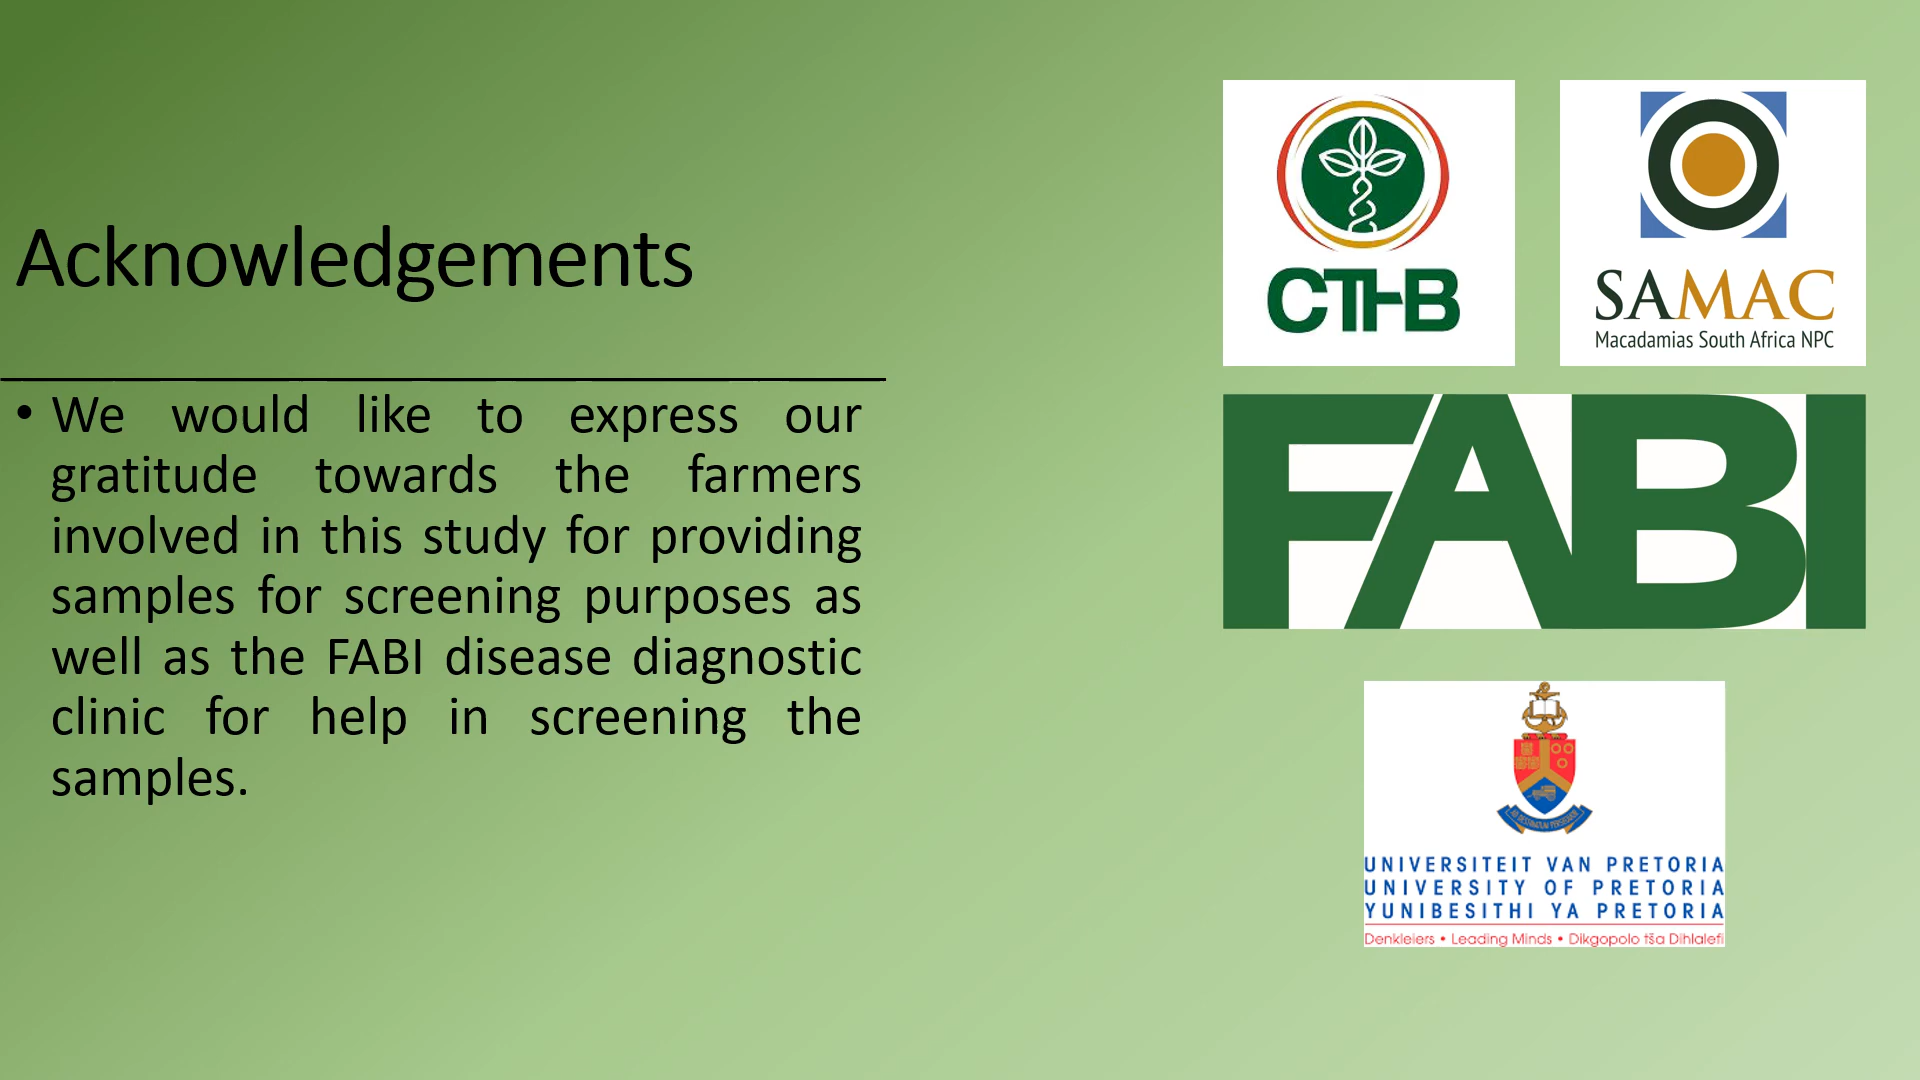 Acknowledgements
• We would like to express our
gratitude towards the farmers
involved in this study for providing
samples for screening purposes as
well as the FABI disease diagnostic
clinic for help in screening the
samples.
CTHB
SAMAC
Macadamias South Africa NPC
FABI
AD DESTINATUM PERSEQUOR
UNIVERSITEIT VAN PRETORIA
UNIVERSITY OF PRETORIA
YUNIBESITHI YA PRETORIA
Denkleiers • Leading Minds • Dikgopolo tša Dihlalefi